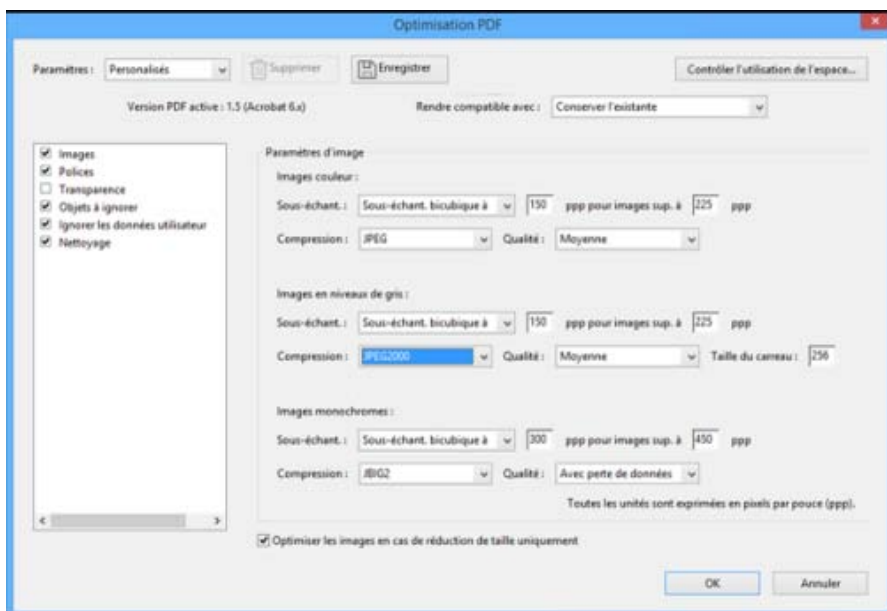 Optimisation PDF
Paramètres : Personalisés Supprimer Enregistrer Contrôler l'utilisation de l'espace...
Version PDF active : 1.5 (Acrobat 6.x) Rendre compatible avec : Conserver l'existante
Images
Polices
Transparence
Objets à ignorer
Ignorer les données utilisateur
Nettoyage
Paramètres d'image
Images couleur :
Sous-échant. : Sous-échant. bicubique à 150 ppp pour images sup. à 225 ppp
Compression : JPEG Qualité : Moyenne
Images en niveaux de gris :
Sous-échant. : Sous-échant. bicubique à 150 ppp pour images sup. à 225 ppp
Compression : JPEG2000 Qualité : Moyenne Taille du carreau : 256
Images monochromes :
Sous-échant. : Sous-échant. bicubique à 300 ppp pour images sup. à 450 ppp
Compression : JBIG2 Qualité : Avec perte de données
Toutes les unités sont exprimées en pixels par pouce (ppp).
Optimiser les images en cas de réduction de taille uniquement
OK Annuler